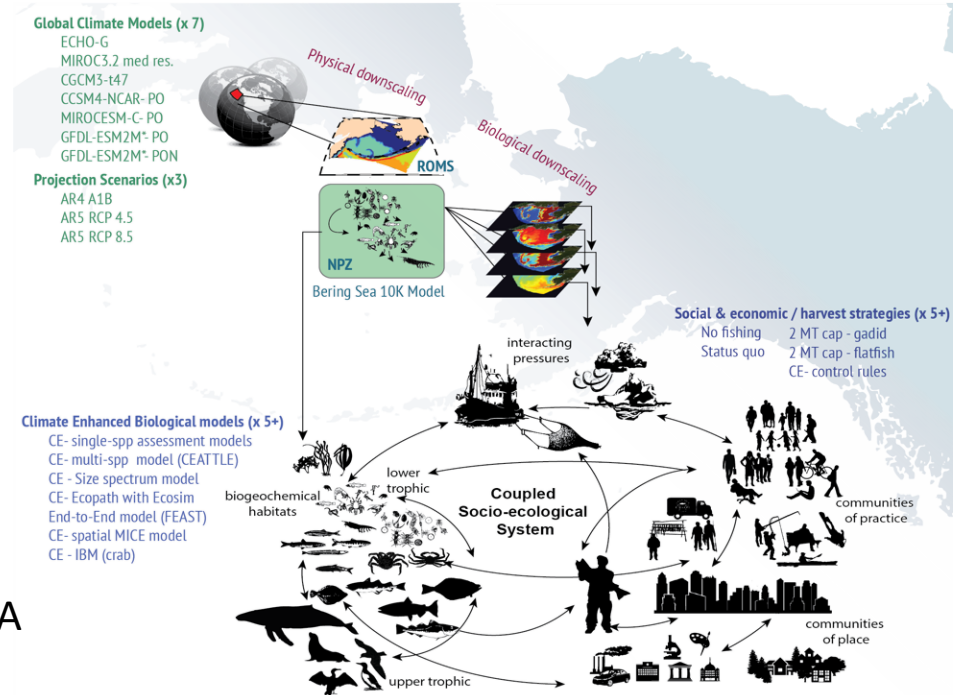 Global Climate Models (x 7)
ECHO-G
MIROC3.2 med res.
CGCM3-t47
CCSM4-NCAR- PO
MIROCESM-C- PO
GFDL-ESM2M*- PO
GFDL-ESM2M*- PON
Projection Scenarios (x3)
AR4 A1B
AR5 RCP 4.5
AR5 RCP 8.5
Physical downscaling
ROMS
Biological downscaling
NPZ
Bering Sea 10K Model
Social & economic / harvest strategies (x 5+)
No fishing 2 MT cap - gadid
Status quo 2 MT cap - flatfish
CE- control rules
interacting
pressures
Climate Enhanced Biological models (x 5+)
CE- single-spp assessment models
CE- multi-spp model (CEATTLE)
CE - Size spectrum model
CE- Ecopath with Ecosim
End-to-End model (FEAST)
CE- spatial MICE model
CE - IBM (crab)
biogeochemical
habitats
lower
trophic
Coupled
Socio-ecological
System
communities
of practice
communities
of place
upper trophic
A